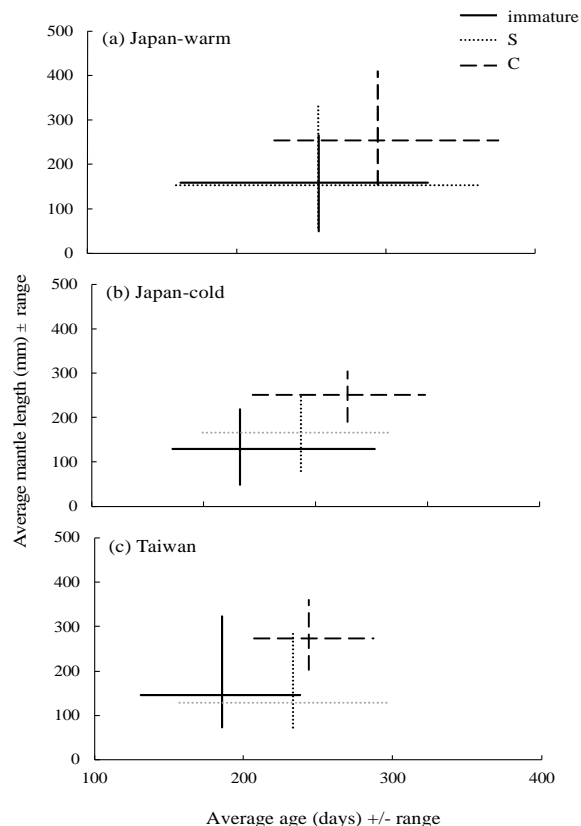 immature
S
C
(a) Japan-warm
500
400
300
200
100
0
(b) Japan-cold
500
400
300
200
100
0
Average mantle length (mm) ± range
(c) Taiwan
500
400
300
200
100
0
100 200 300 400
Average age (days) +/- range